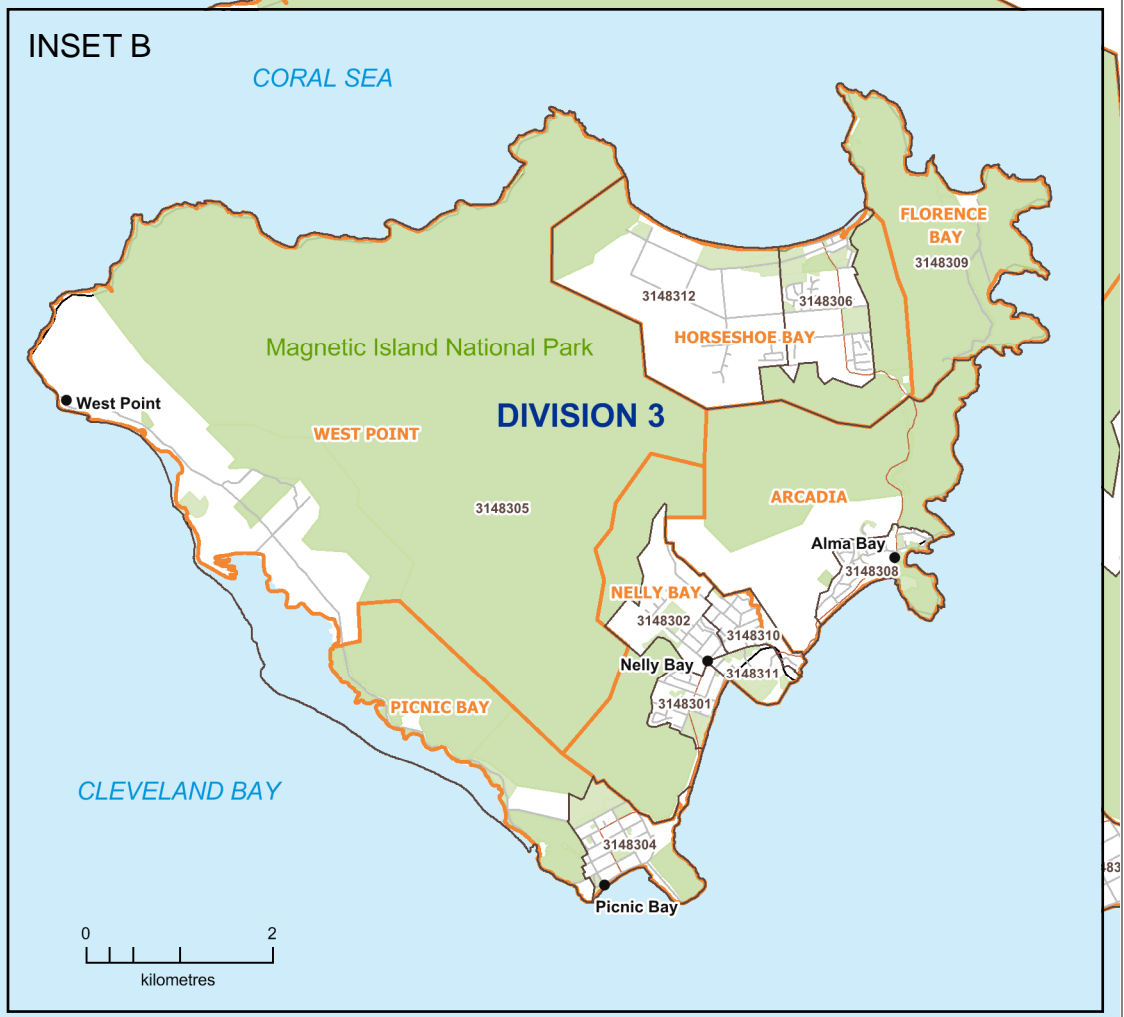 INSET B
CORAL SEA
FLORENCE
BAY
3148309
3148312
3148306
HORSESHOE BAY
Magnetic Island National Park
West Point
DIVISION 3
WEST POINT
ARCADIA
3148305
Alma Bay
3148308
NELLY BAY
3148302
3148310
Nelly Bay
3148311
3148301
PICNIC BAY
CLEVELAND BAY
3148304
Picnic Bay
0 2
kilometres